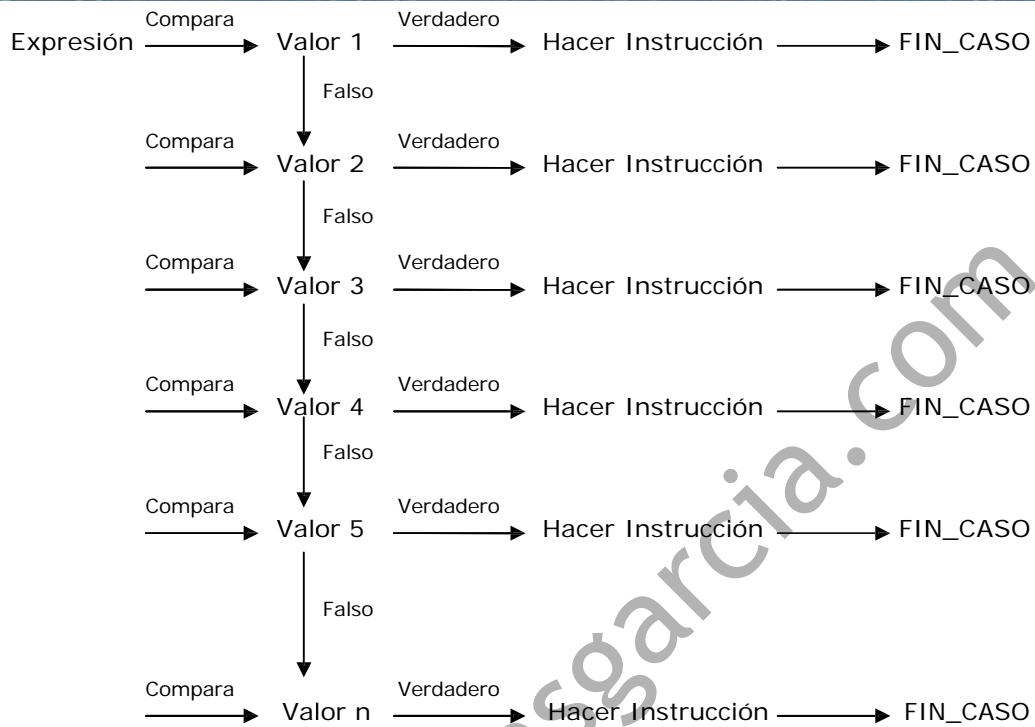 Compara Verdadero
Expresión Valor 1 Hacer Instrucción FIN_CASO
Falso
Compara Verdadero
Valor 2 Hacer Instrucción FIN_CASO
Falso
Compara Verdadero
Valor 3 Hacer Instrucción FIN_CASO
Falso
Compara Verdadero
Valor 4 Hacer Instrucción FIN_CASO
Falso
Compara Verdadero
Valor 5 Hacer Instrucción FIN_CASO
Falso
Compara Verdadero
Valor n Hacer Instrucción FIN_CASO
sgarcia.com